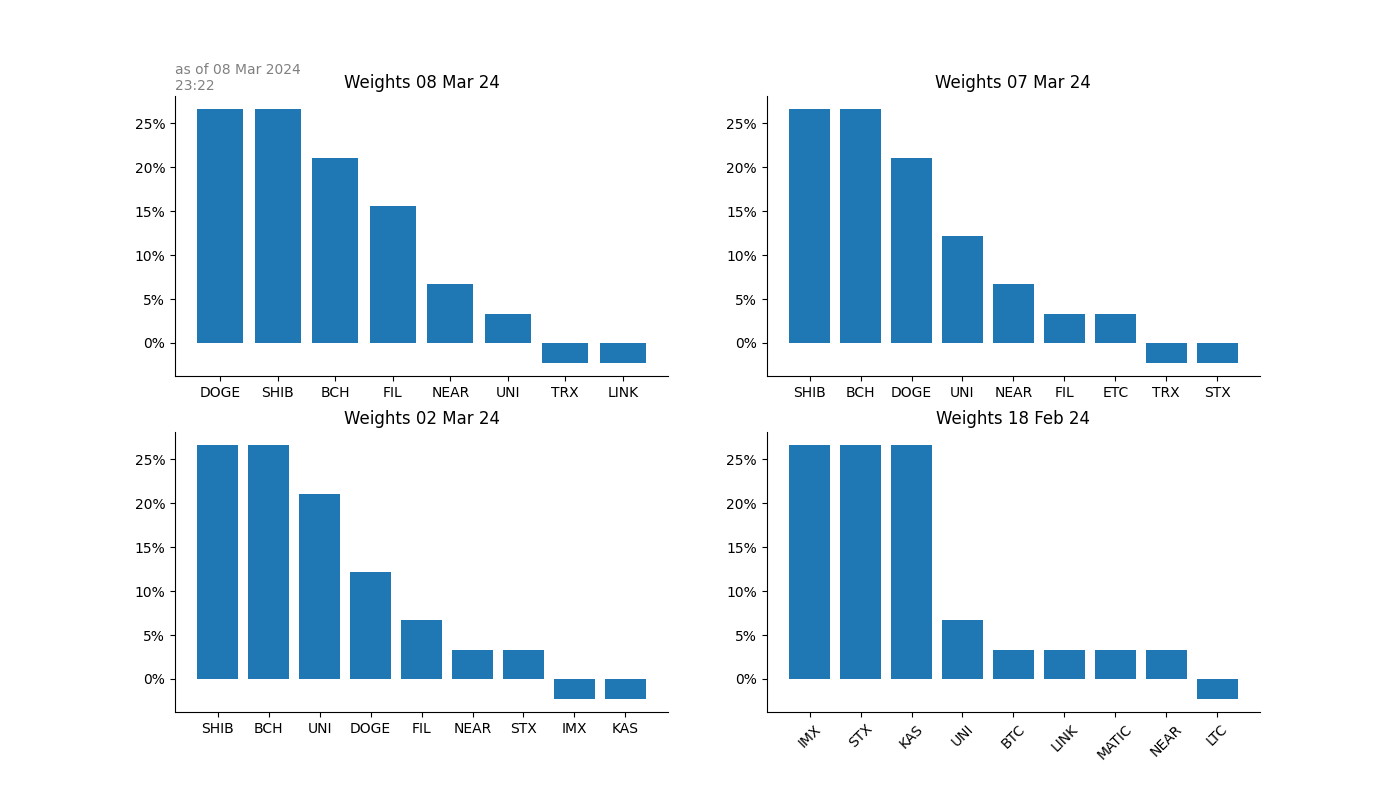 as of 08 Mar 2024
23:22
Weights 08 Mar 24
25%
20%
15%
10%
5%
0%
DOGE SHIB BCH FIL NEAR UNI TRX LINK
Weights 07 Mar 24
25%
20%
15%
10%
5%
0%
SHIB BCH DOGE UNI NEAR FIL ETC TRX STX
Weights 02 Mar 24
25%
20%
15%
10%
5%
0%
SHIB BCH UNI DOGE FIL NEAR STX IMX KAS
Weights 18 Feb 24
25%
20%
15%
10%
5%
0%
IMX STX KAS UNI BTC LINK MATIC NEAR LTC